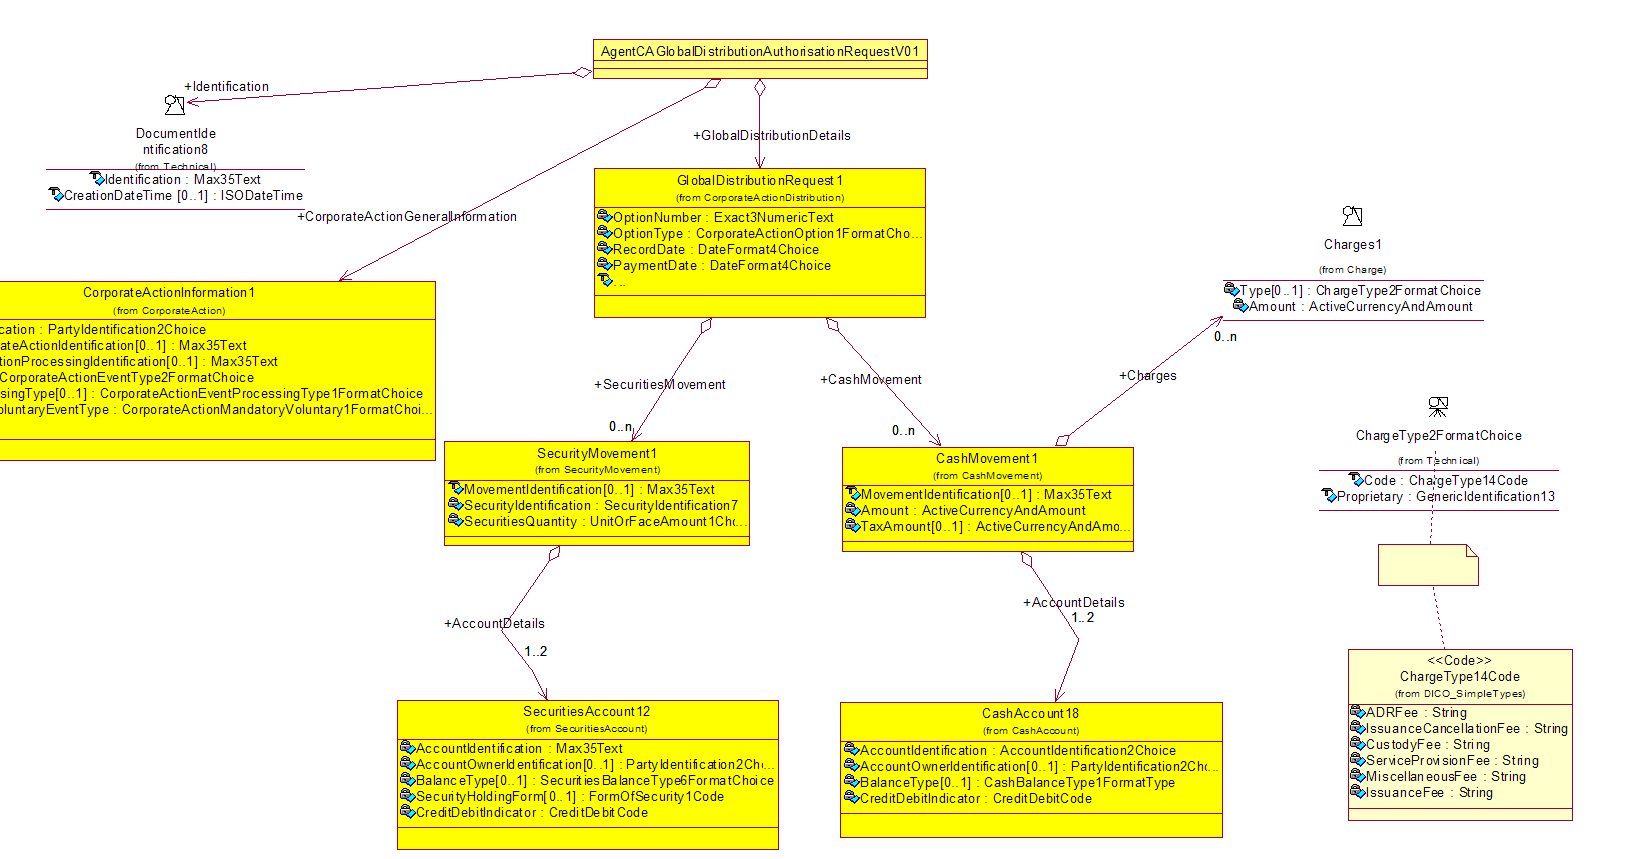 AgentCAGlobalDistributionAuthorisationRequestV01
+Identification
DocumentIde
ntification8
(from Technical)
Identification : Max35Text
CreationDateTime [0..1] : ISODateTime
+GlobalDistributionDetails
+CorporateActionGeneralInformation
GlobalDistributionRequest1
(from CorporateActionDistribution)
OptionNumber : Exact3NumericText
OptionType : CorporateActionOption1FormatCho...
RecordDate : DateFormat4Choice
PaymentDate : DateFormat4Choice
...
Charges1
(from Charge)
Type[0..1] : ChargeType2FormatChoice
Amount : ActiveCurrencyAndAmount
0..n
CorporateActionInformation1
(from CorporateAction)
cation : PartyIdentification2Choice
ateActionIdentification[0..1] : Max35Text
tionProcessingIdentification[0..1] : Max35Text
CorporateActionEventType2FormatChoice
singType[0..1] : CorporateActionEventProcessingType1FormatChoice
oluntaryEventType : CorporateActionMandatoryVoluntary1FormatChoi...
+SecuritiesMovement
0..n
+CashMovement
0..n
+Charges
ChargeType2FormatChoice
(from Technical)
Code : ChargeType14Code
Proprietary : GenericIdentification13
SecurityMovement1
(from SecurityMovement)
MovementIdentification[0..1] : Max35Text
SecurityIdentification : SecurityIdentification7
SecuritiesQuantity : UnitOrFaceAmount1Cho...
CashMovement1
(from CashMovement)
MovementIdentification[0..1] : Max35Text
Amount : ActiveCurrencyAndAmount
TaxAmount[0..1] : ActiveCurrencyAndAmo...
+AccountDetails
1..2
+AccountDetails
1..2
SecuritiesAccount12
(from SecuritiesAccount)
AccountIdentification : Max35Text
AccountOwnerIdentification[0..1] : PartyIdentification2Cho...
BalanceType[0..1] : SecuritiesBalanceType6FormatChoice
SecurityHoldingForm[0..1] : FormOfSecurity1Code
CreditDebitIndicator : CreditDebitCode
CashAccount18
(from CashAccount)
AccountIdentification : AccountIdentification2Choice
AccountOwnerIdentification[0..1] : PartyIdentification2Cho...
BalanceType[0..1] : CashBalanceType1FormatType
CreditDebitIndicator : CreditDebitCode
<<Code>>
ChargeType14Code
(from DICO_SimpleTypes)
ADRFee : String
IssuanceCancellationFee : String
CustodyFee : String
ServiceProvisionFee : String
MiscellaneousFee : String
IssuanceFee : String